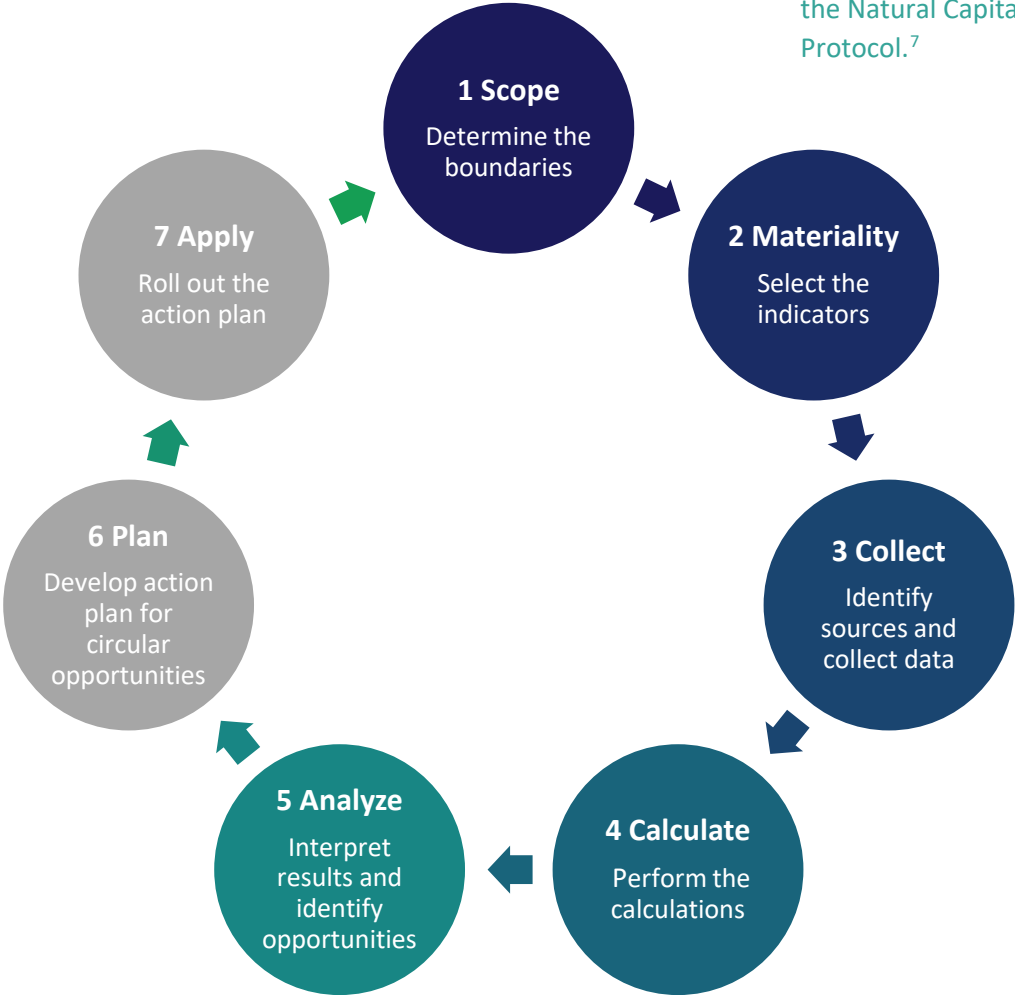 the Natural Capita
Protocol.7
1 Scope
Determine the
boundaries
2 Materiality
Select the
indicators
3 Collect
Identify
sources and
collect data
4 Calculate
Perform the
calculations
5 Analyze
Interpret
results and
identify
opportunities
6 Plan
Develop action
plan for
circular
opportunities
7 Apply
Roll out the
action plan